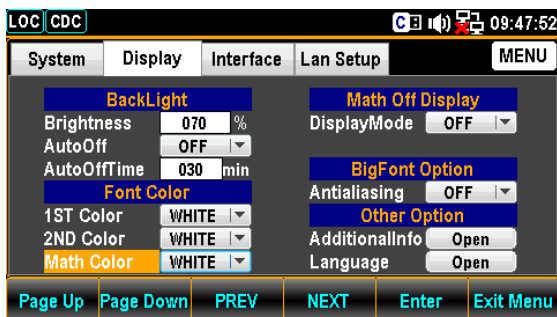 LOC CDC C 09:47:52
System Display Interface Lan Setup MENU
BackLight
Brightness 070 %
AutoOff OFF
AutoOffTime 030 min
Font Color
1ST Color WHITE
2ND Color WHITE
Math Color WHITE
Math Off Display
DisplayMode OFF
BigFont Option
Antialiasing OFF
Other Option
AdditionalInfo Open
Language Open
Page Up Page Down PREV NEXT Enter Exit Menu